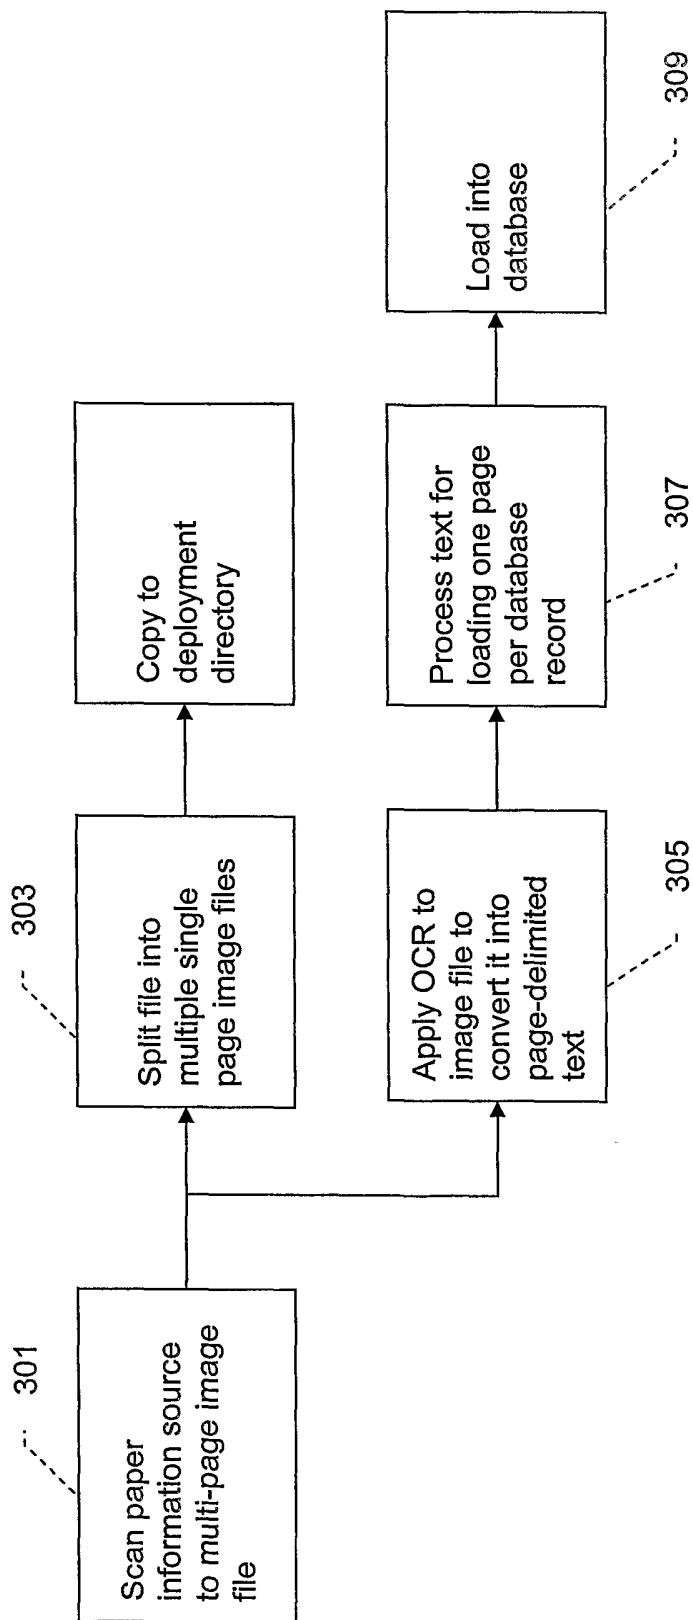 301
Scan paper
information source
to multi-page image
file
303
Split file into
multiple single
page image files
Copy to
deployment
directory
Apply OCR to
image file to
convert it into
page-delimited
text
305
Process text for
loading one page
per database
record
307
Load into
database
309